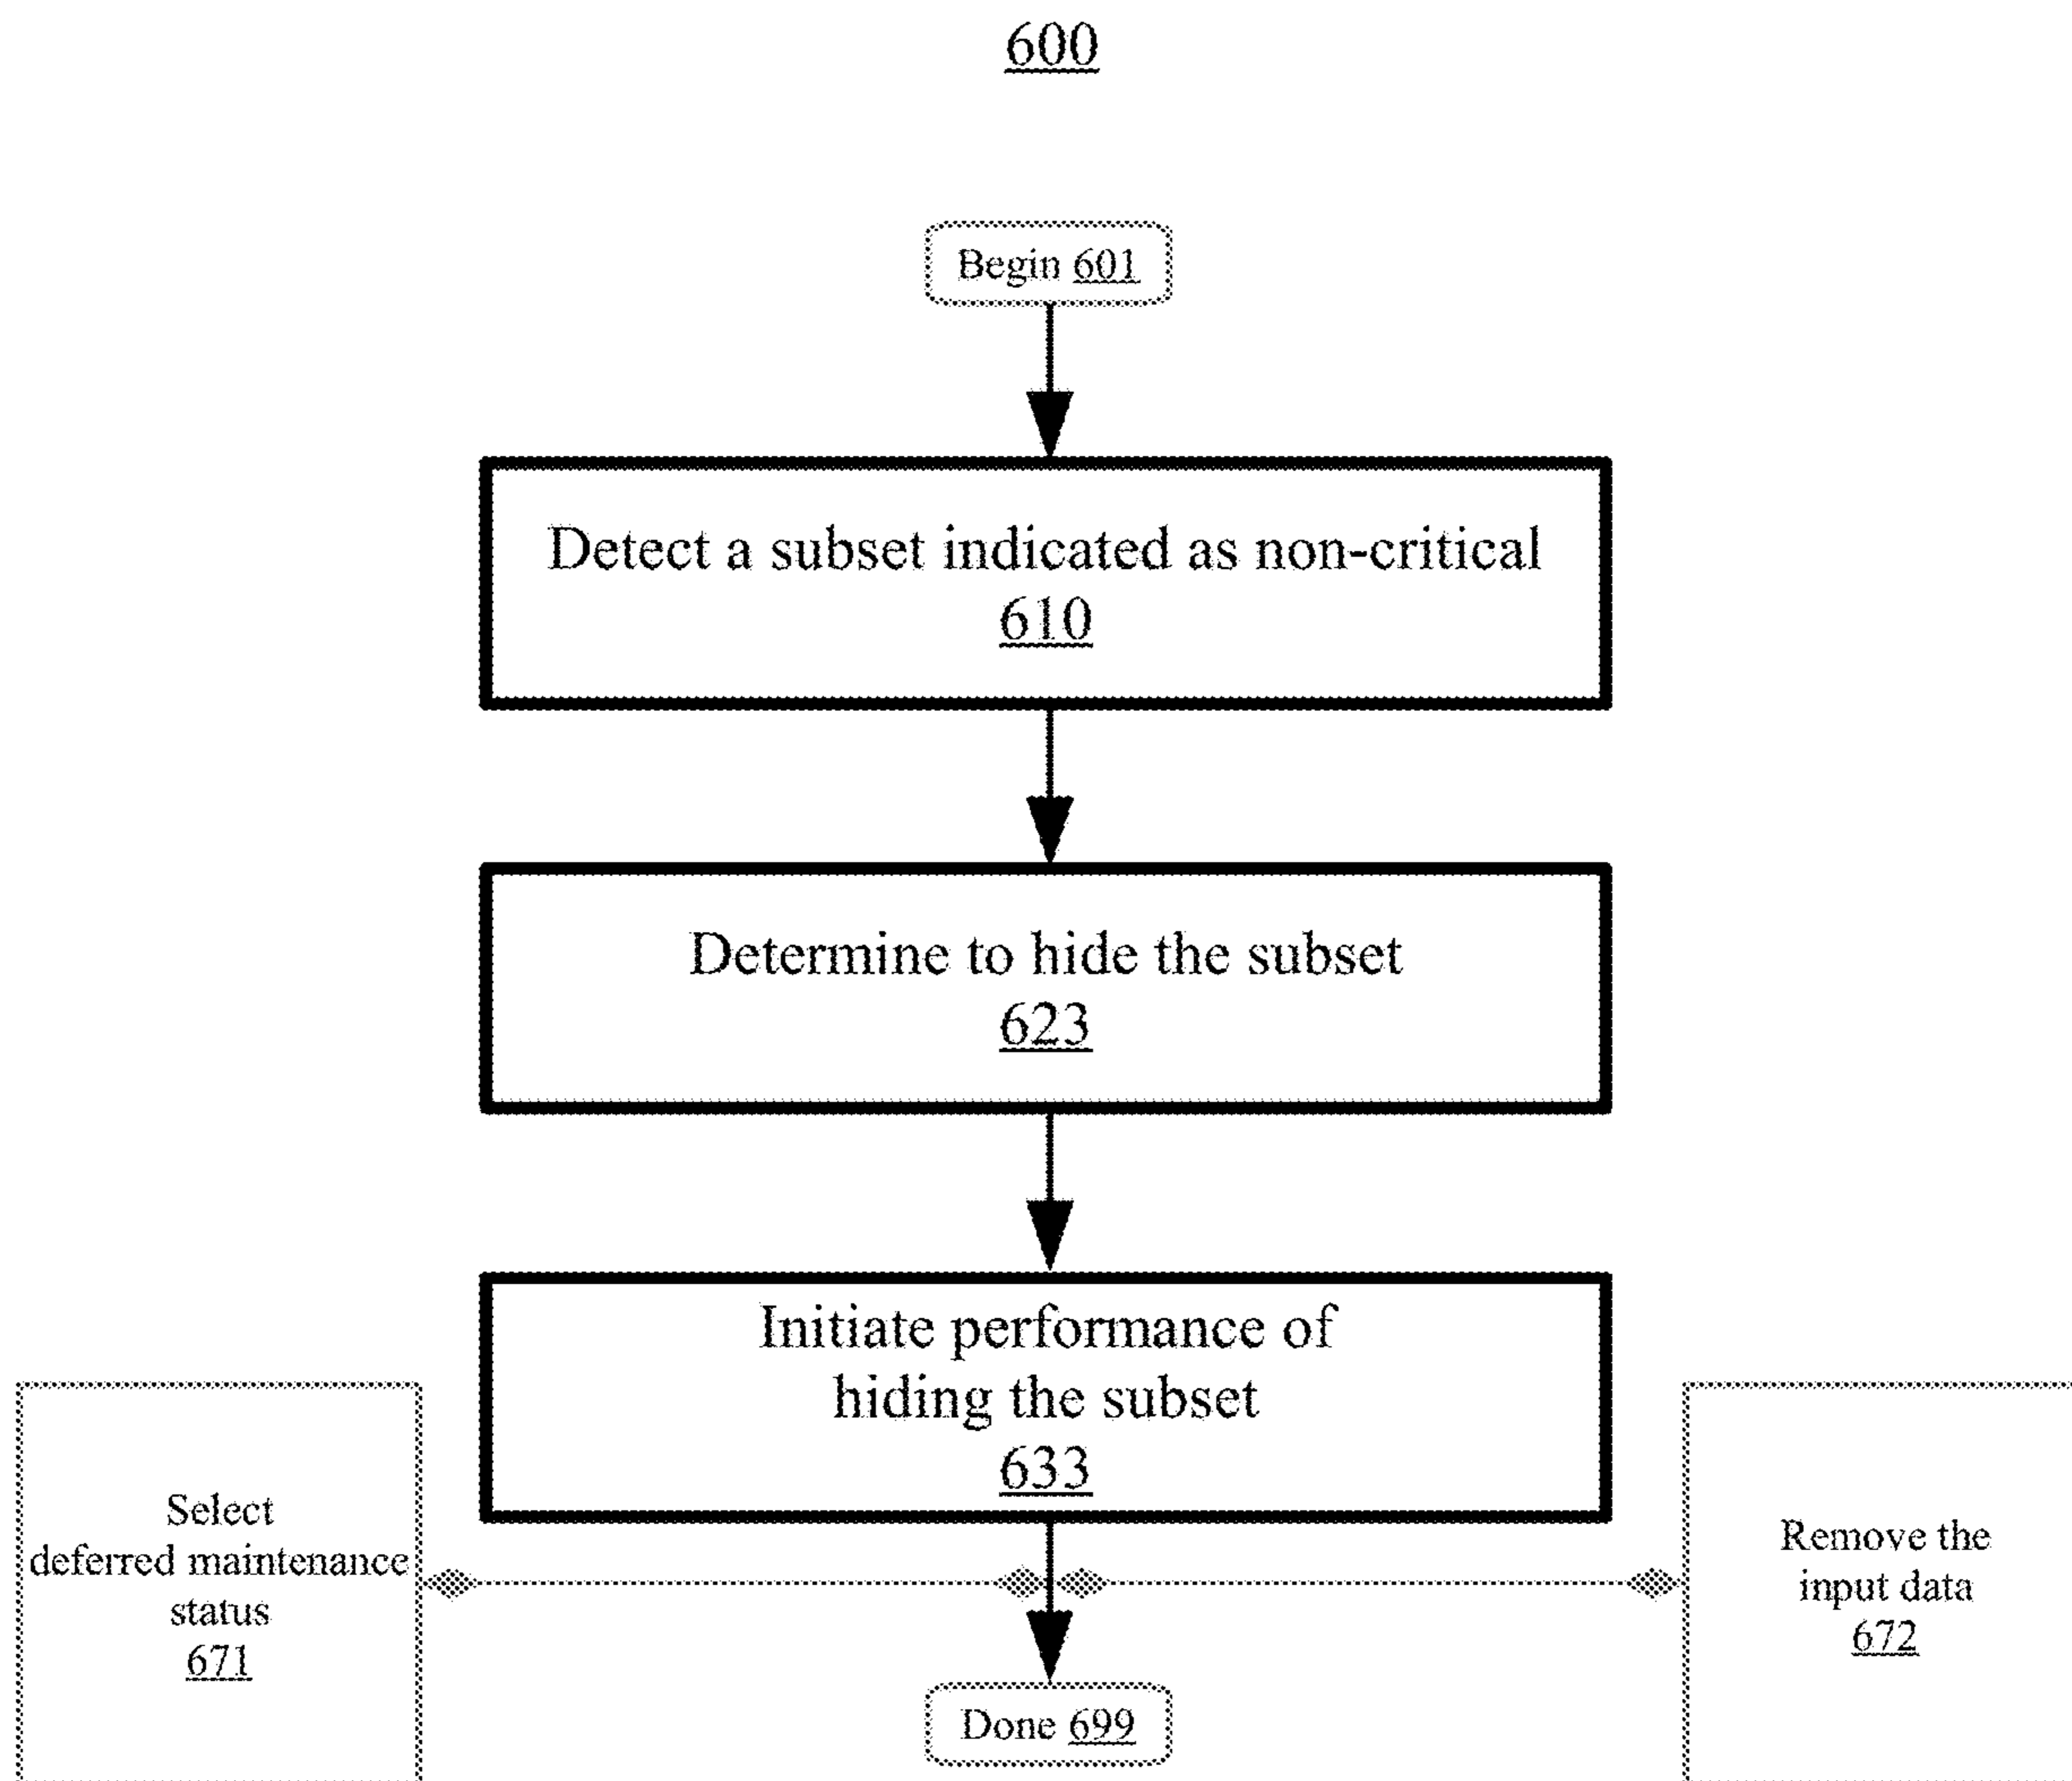 600
Begin 601
Detect a subset indicated as non-critical
610
Determine to hide the subset
623
Initiate performance of
hiding the subset
633
Select
deferred maintenance
status
671
Remove the
input data
672
Done 699